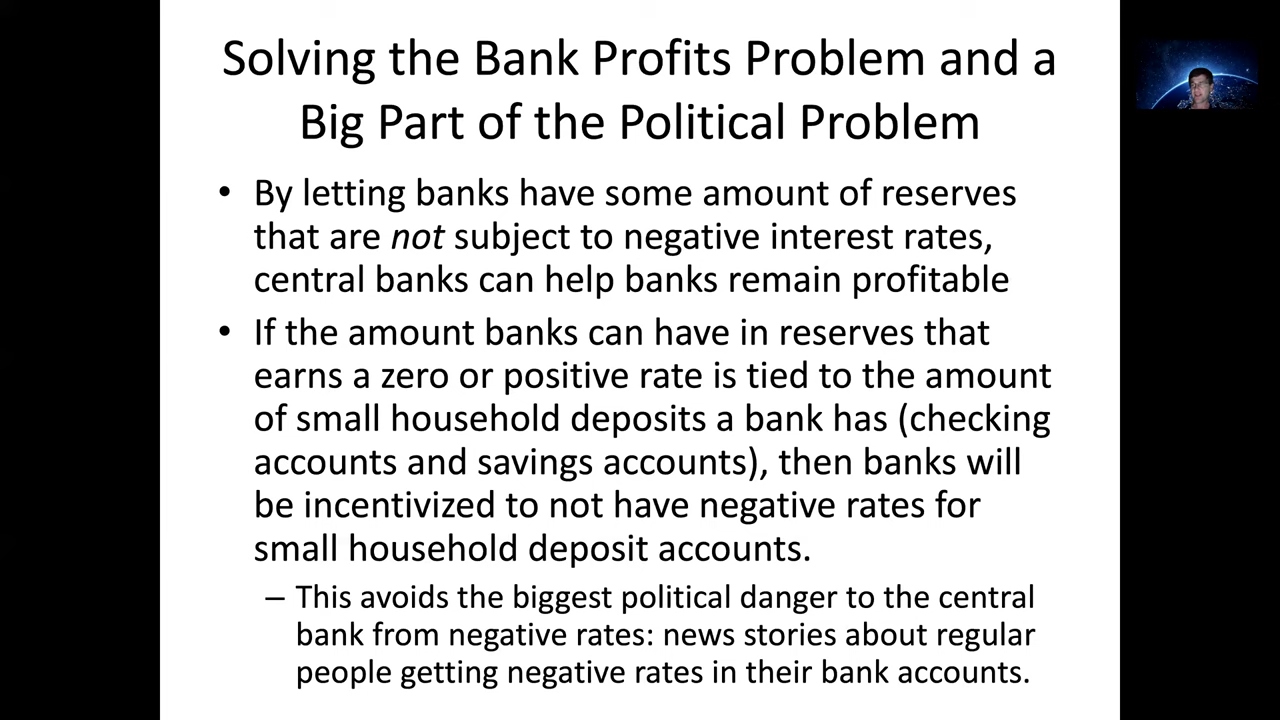 Solving the Bank Profits Problem and a
Big Part of the Political Problem
• By letting banks have some amount of reserves
that are not subject to negative interest rates,
central banks can help banks remain profitable
• If the amount banks can have in reserves that
earns a zero or positive rate is tied to the amount
of small household deposits a bank has (checking
accounts and savings accounts), then banks will
be incentivized to not have negative rates for
small household deposit accounts.
– This avoids the biggest political danger to the central
bank from negative rates: news stories about regular
people getting negative rates in their bank accounts.